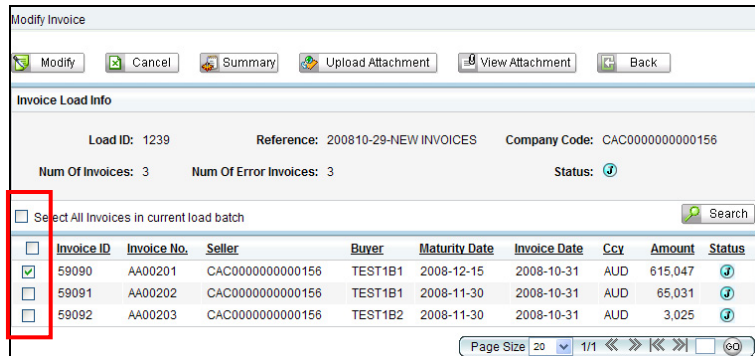 Modify Invoice
Modify Cancel Summary Upload Attachment View Attachment Back
Invoice Load Info
Load ID: 1239 Reference: 200810-29-NEW INVOICES Company Code: CAC0000000000156
Num Of Invoices: 3 Num Of Error Invoices: 3 Status: J
Select All Invoices in current load batch Search
Invoice ID Invoice No. Seller Buyer Maturity Date Invoice Date Ccy Amount Status
59090 AA00201 CAC0000000000156 TEST1B1 2008-12-15 2008-10-31 AUD 615,047 J
59091 AA00202 CAC0000000000156 TEST1B1 2008-11-30 2008-10-31 AUD 65,031 J
59092 AA00203 CAC0000000000156 TEST1B2 2008-11-30 2008-10-31 AUD 3,025 J
Page Size 20 1/1 GO